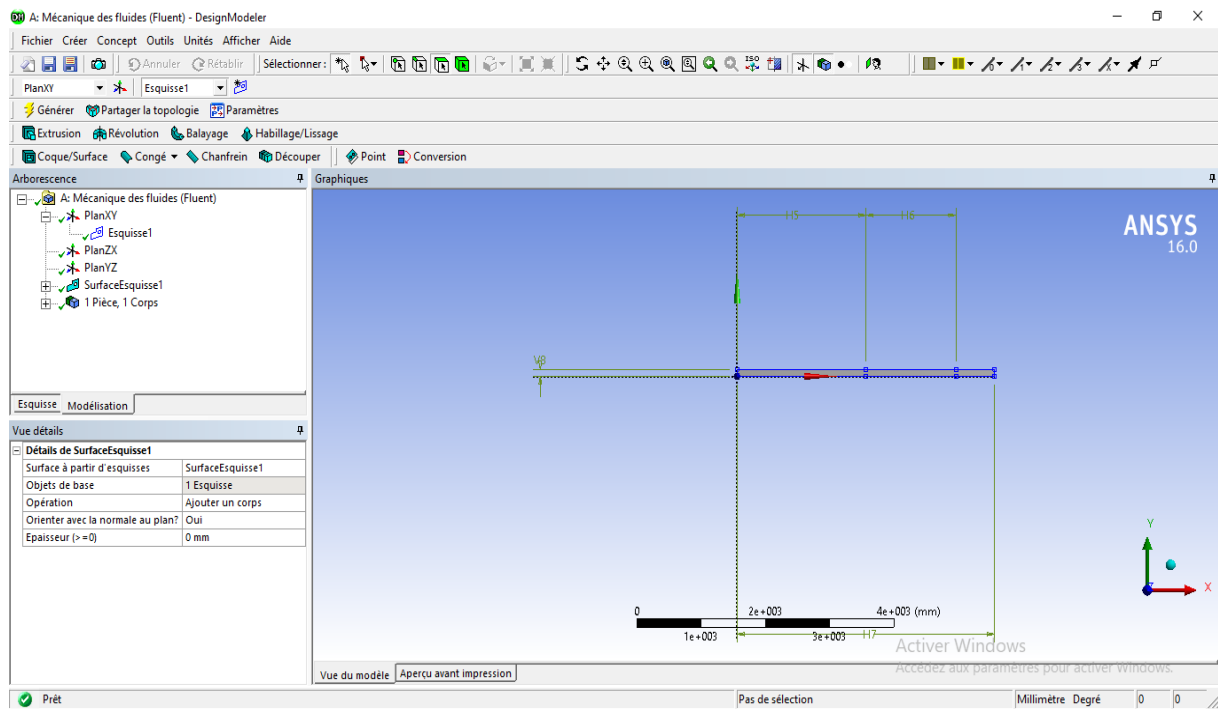 A: Mécanique des fluides (Fluent) - DesignModeler
Fichier Créer Concept Outils Unités Afficher Aide
Annuler Rétablir Sélectionner: ISO
PlanXY Esquisse1
Générer Partager la topologie Paramètres
Extrusion Révolution Balayage Habillage/Lissage
Coque/Surface Congé Chanfrein Découper Point Conversion
Arborescence
A: Mécanique des fluides (Fluent)
PlanXY
Esquisse1
PlanZX
PlanYZ
SurfaceEsquisse1
1 Pièce, 1 Corps
Esquisse Modélisation
Vue détails
Détails de SurfaceEsquisse1
Surface à partir d'esquisses SurfaceEsquisse1
Objets de base 1 Esquisse
Opération Ajouter un corps
Orienter avec la normale au plan? Oui
Epaisseur (>=0) 0 mm
Graphiques
H5 H6
ANSYS
16.0
V8
Y
X
0 2e+003 4e+003 (mm)
1e+003 3e+003 H7
Activer Windows
Accédez aux paramètres pour activer Windows.
Vue du modèle Aperçu avant impression
Prêt Pas de sélection Millimètre Degré 0 0